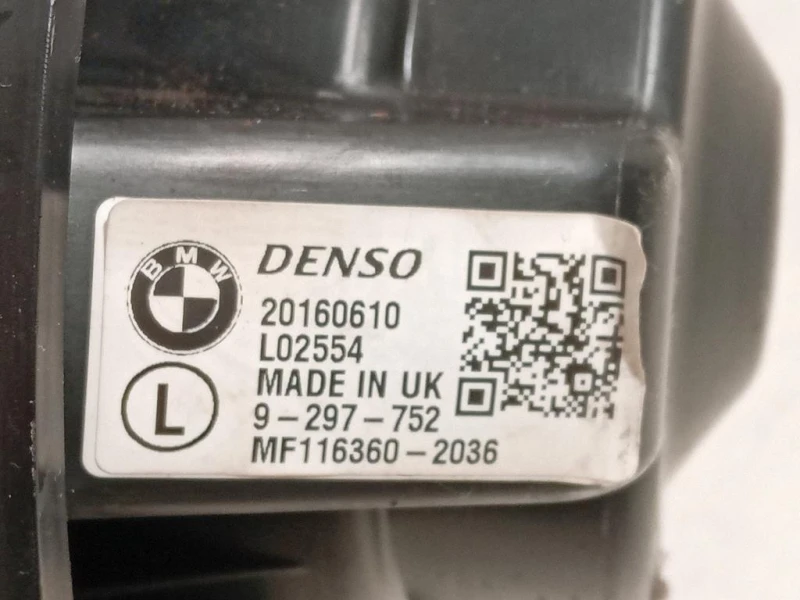 BMW
DENSO
20160610
L02554
MADE IN UK
L
9-297-752
MF116360-2036